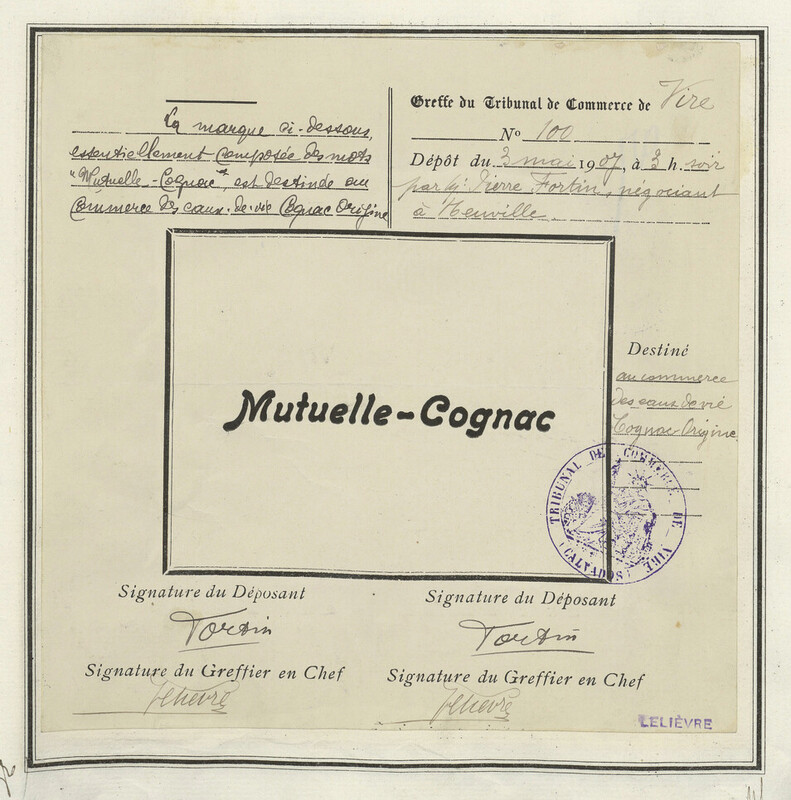 La marque ci-dessous,
essentiellement composée des mots
"Mutuelle-Cognac" est destinée au
Commerce des eaux-de-vie Cognac Origine
Greffe du Tribunal de Commerce de Vire
Nº 100
Dépôt du 3 mai 1907, à 3 h. soir
par Mr Pierre Fortin, négociant
à Neuville.
Mutuelle-Cognac
Destiné
au commerce
des eaux de vie
Cognac-Origine
TRIBUNAL DE COMMERCE DE VIRE
(CALVADOS)
Signature du Déposant
Fortin
Signature du Greffier en Chef
Lelièvre
Signature du Déposant
Fortin
Signature du Greffier en Chef
Lelièvre
LELIÈVRE